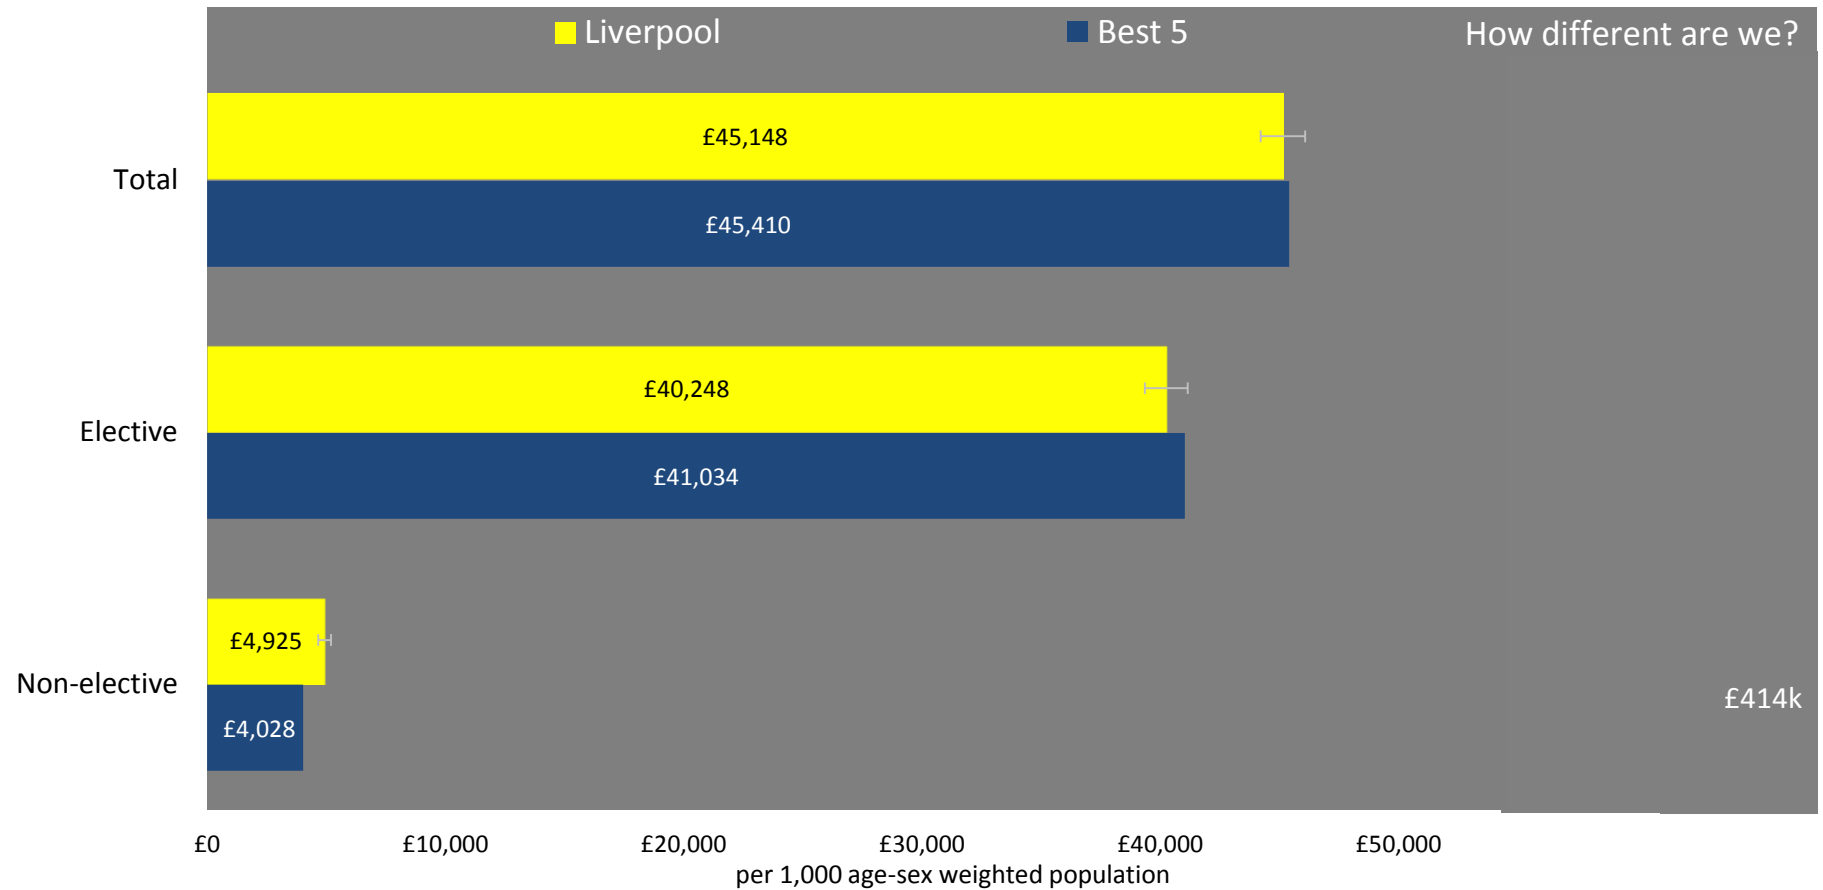 Liverpool
Best 5
How different are we?
Total
£45,148
£45,410
Elective
£40,248
£41,034
Non-elective
£4,925
£4,028
£414k
£0
£10,000
£20,000
£30,000
£40,000
£50,000
per 1,000 age-sex weighted population